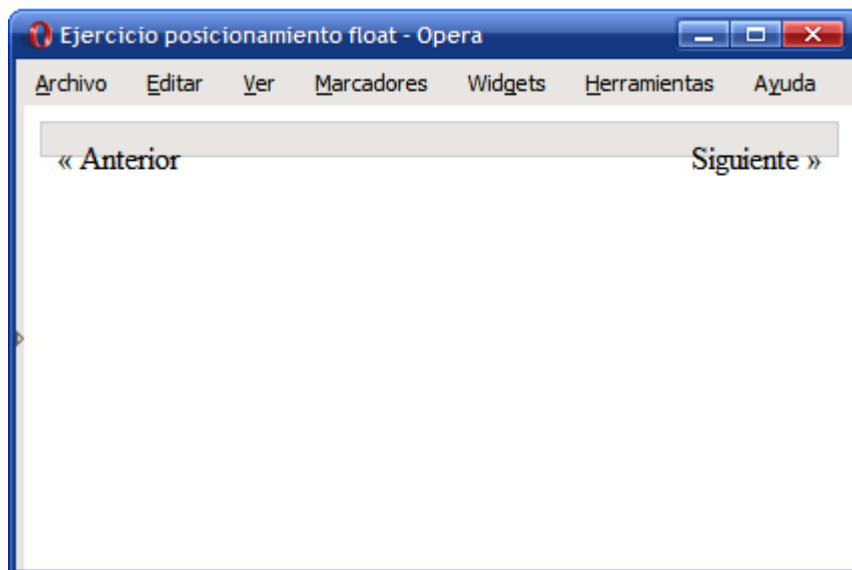 Ejercicio posicionamiento float - Opera
Archivo Editar Ver Marcadores Widgets Herramientas Ayuda
« Anterior Siguiente »